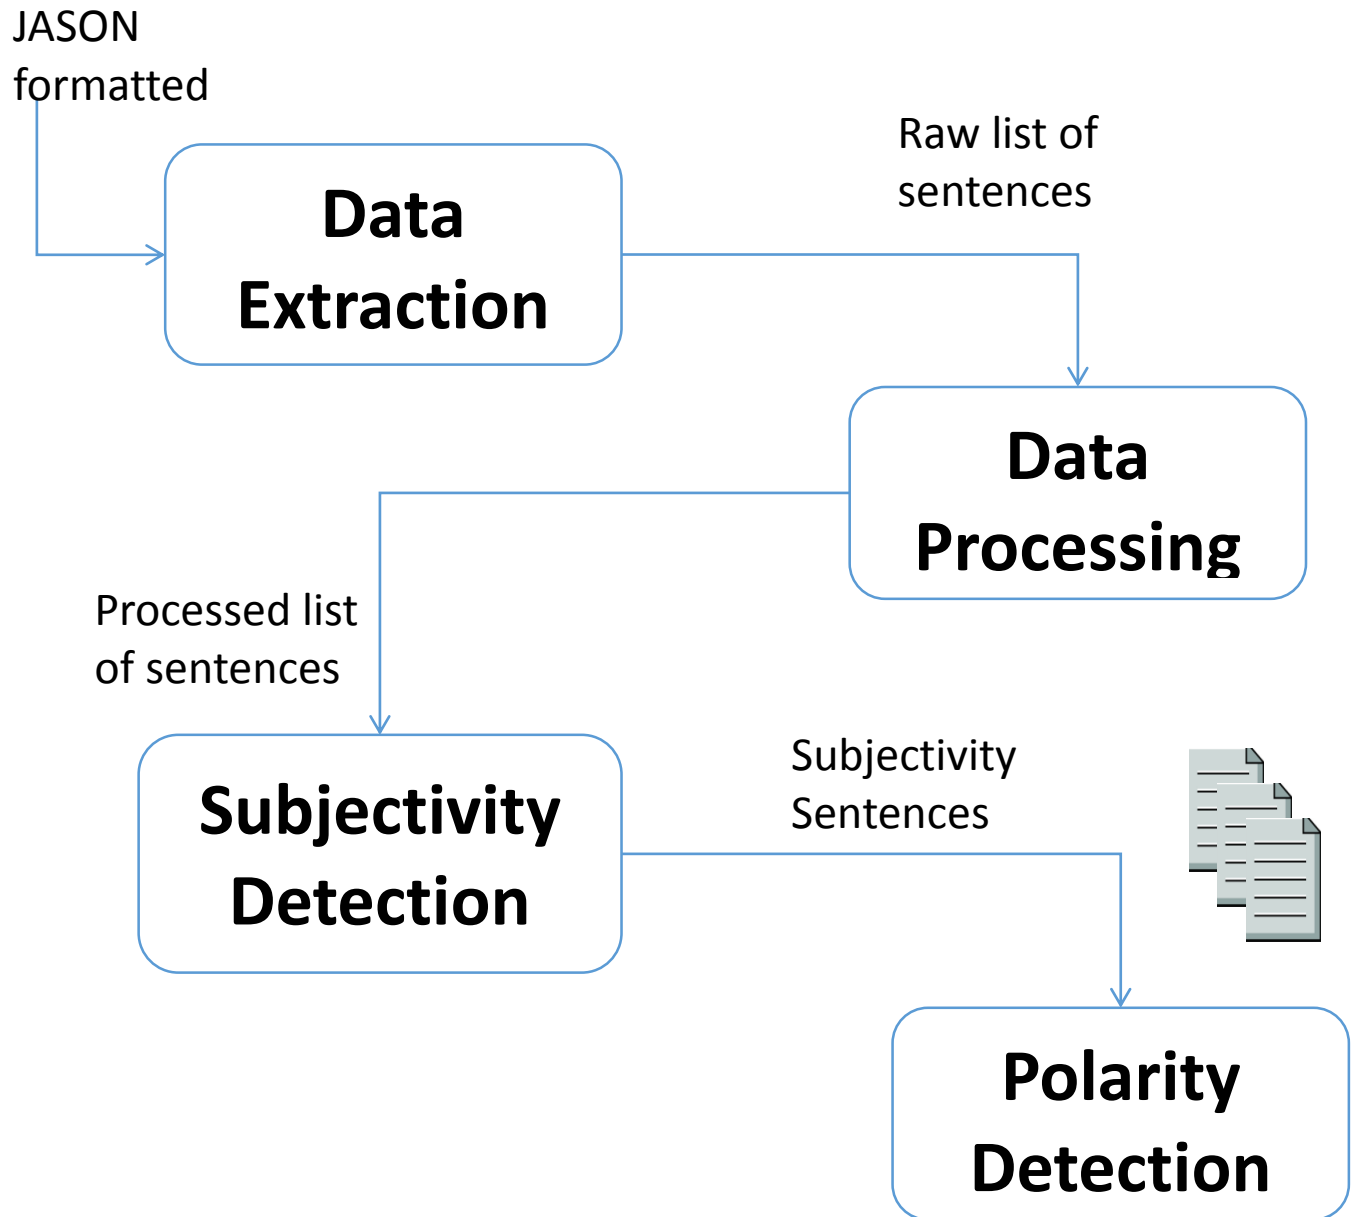 JASON
formatted
Data
Extraction
Raw list of
sentences
Data
Processing
Processed list
of sentences
Subjectivity
Detection
Subjectivity
Sentences
Polarity
Detection